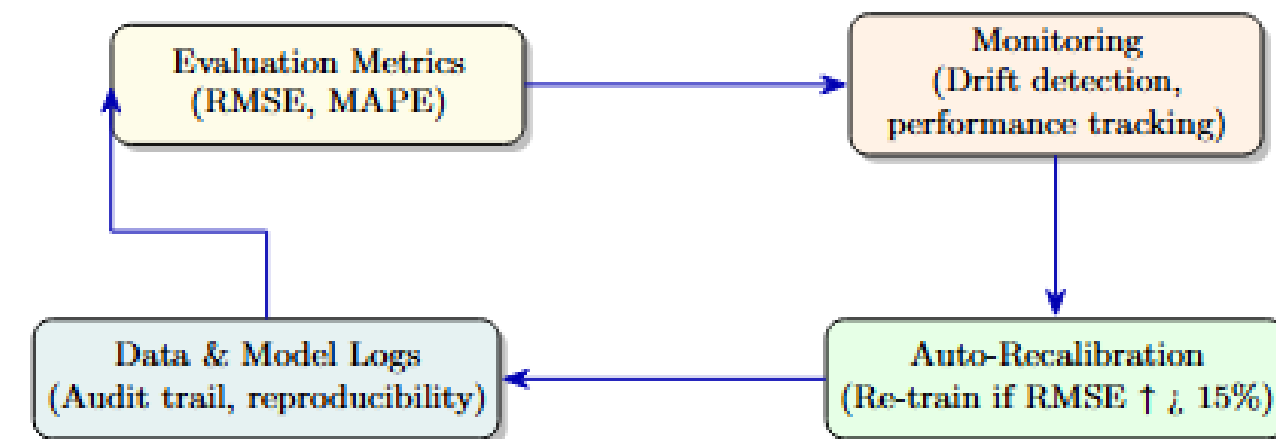 Evaluation Metrics
(RMSE, MAPE)
Monitoring
(Drift detection,
performance tracking)
Data & Model Logs
(Audit trail, reproducibility)
Auto-Recalibration
(Re-train if RMSE ↑ ¿ 15%)